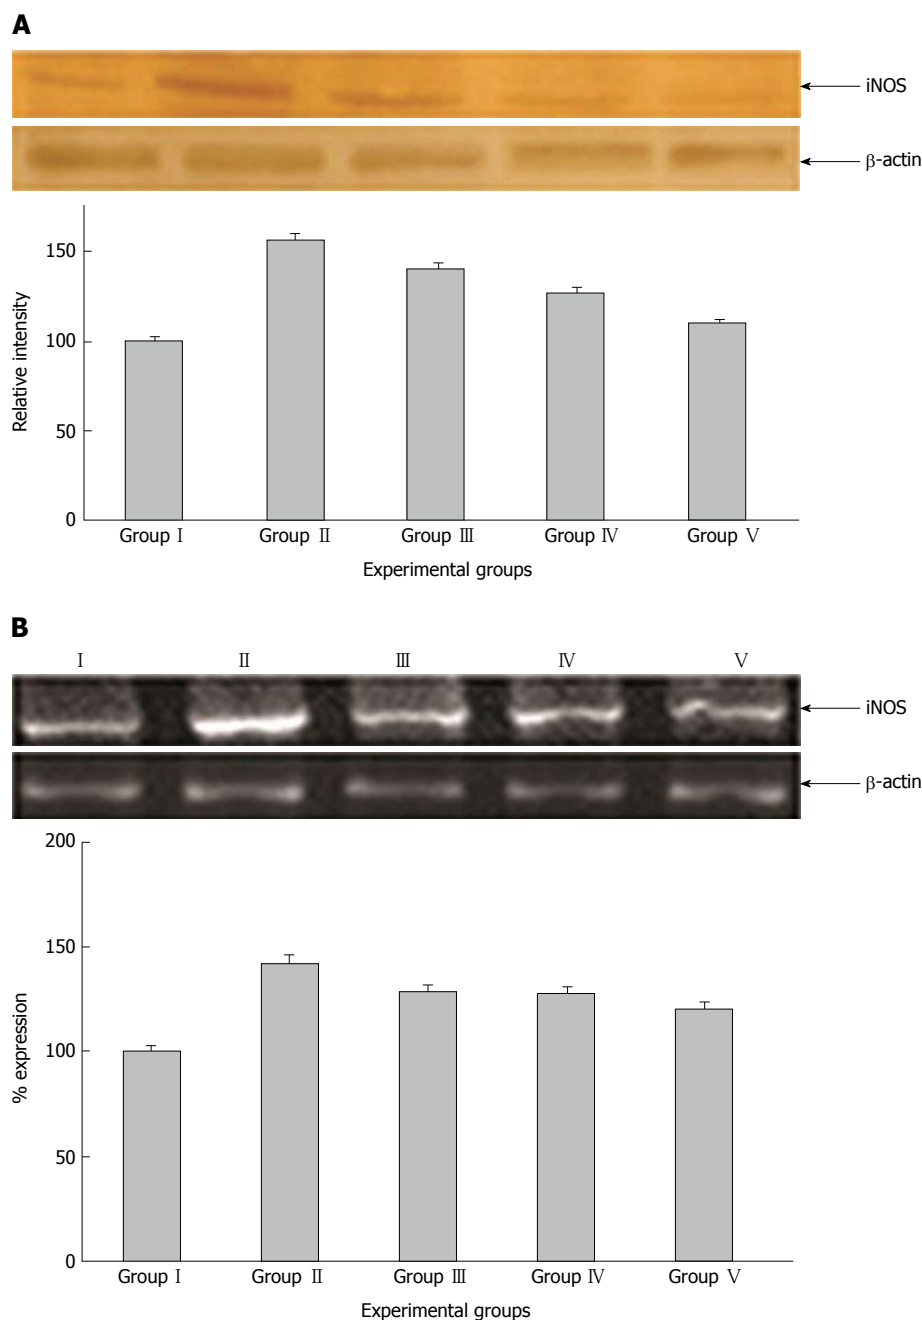 A
iNOS
β-actin
150
100
50
0
Relative intensity
Group Ⅰ Group Ⅱ Group Ⅲ Group Ⅳ Group Ⅴ
Experimental groups
B
Ⅰ Ⅱ Ⅲ Ⅳ Ⅴ
iNOS
β-actin
200
150
100
50
0
% expression
Group Ⅰ Group Ⅱ Group Ⅲ Group Ⅳ Group Ⅴ
Experimental groups